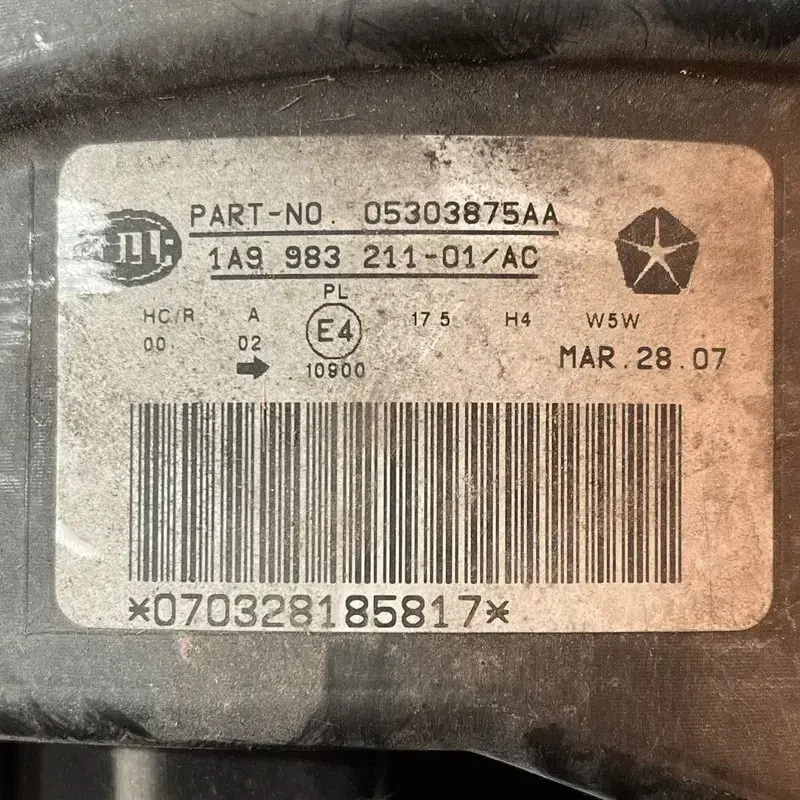 PART-NO. 05303875AA
1A9 983 211-01/AC
PL
HC/R A E4 17 5 H4 W5W
00 02 10900 MAR.28.07
*070328185817*